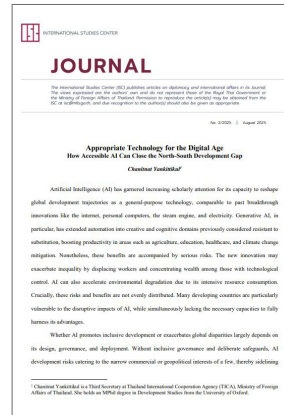 INTERNATIONAL STUDIES CENTER
JOURNAL
The International Studies Center (ISC) publishes articles on diplomacy and international affairs in its Journal.
The views expressed are the authors' own and do not represent those of the Royal Thai Government or
the Ministry of Foreign Affairs of Thailand. Permission to reproduce the article(s) may be obtained from the
ISC at isc@mfa.go.th, and due recognition to the author(s) should also be given as appropriate.
No. 2/2025 | August 2025
Appropriate Technology for the Digital Age
How Accessible AI Can Close the North-South Development Gap
Chanimat Yankittikul¹
Artificial Intelligence (AI) has garnered increasing scholarly attention for its capacity to reshape
global development trajectories as a general-purpose technology, comparable to past breakthrough
innovations like the internet, personal computers, the steam engine, and electricity. Generative AI, in
particular, has extended automation into creative and cognitive domains previously considered resistant to
substitution, boosting productivity in areas such as agriculture, education, healthcare, and climate change
mitigation. Nonetheless, these benefits are accompanied by serious risks. The new innovation may
exacerbate inequality by displacing workers and concentrating wealth among those with technological
control. AI can also accelerate environmental degradation due to its intensive resource consumption.
Crucially, these risks and benefits are not evenly distributed. Many developing countries are particularly
vulnerable to the disruptive impacts of AI, while simultaneously lacking the necessary capacities to fully
harness its advantages.
Whether AI promotes inclusive development or exacerbates global disparities largely depends on
its design, governance, and deployment. Without inclusive governance and deliberate safeguards, AI
development risks catering to the narrow commercial or geopolitical interests of a few, thereby sidelining
¹ Chanimat Yankittikul is a Third Secretary at Thailand International Cooperation Agency (TICA), Ministry of Foreign
Affairs of Thailand. She holds an MPhil degree in Development Studies from the University of Oxford.